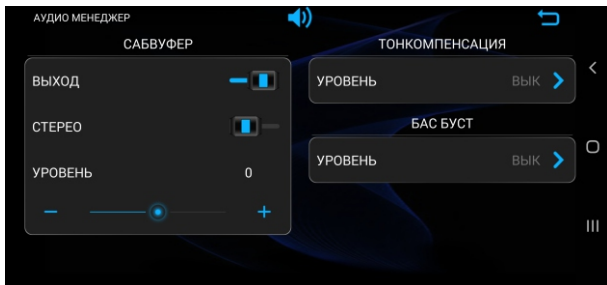 АУДИО МЕНЕДЖЕР
САБВУФЕР
ВЫХОД
СТЕРЕО
УРОВЕНЬ 0
− +
ТОНКОМПЕНСАЦИЯ
УРОВЕНЬ ВЫК
БАС БУСТ
УРОВЕНЬ ВЫК